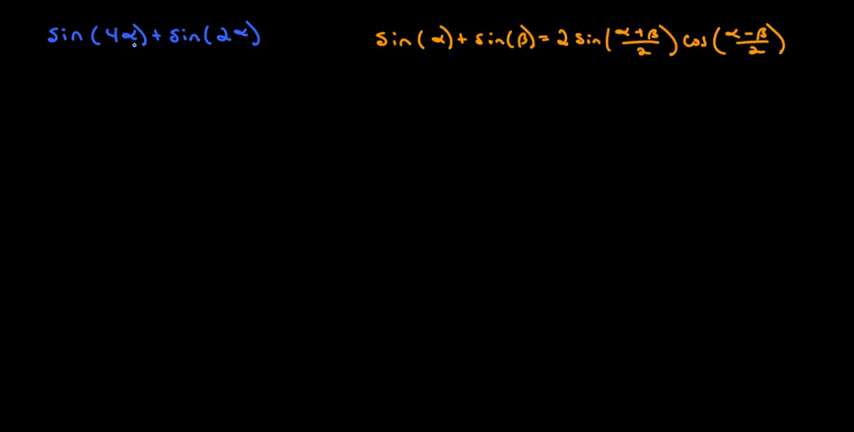 sin(4α) + sin(2α)
sin(α) + sin(β) = 2 sin(α+β/2) cos(α-β/2)